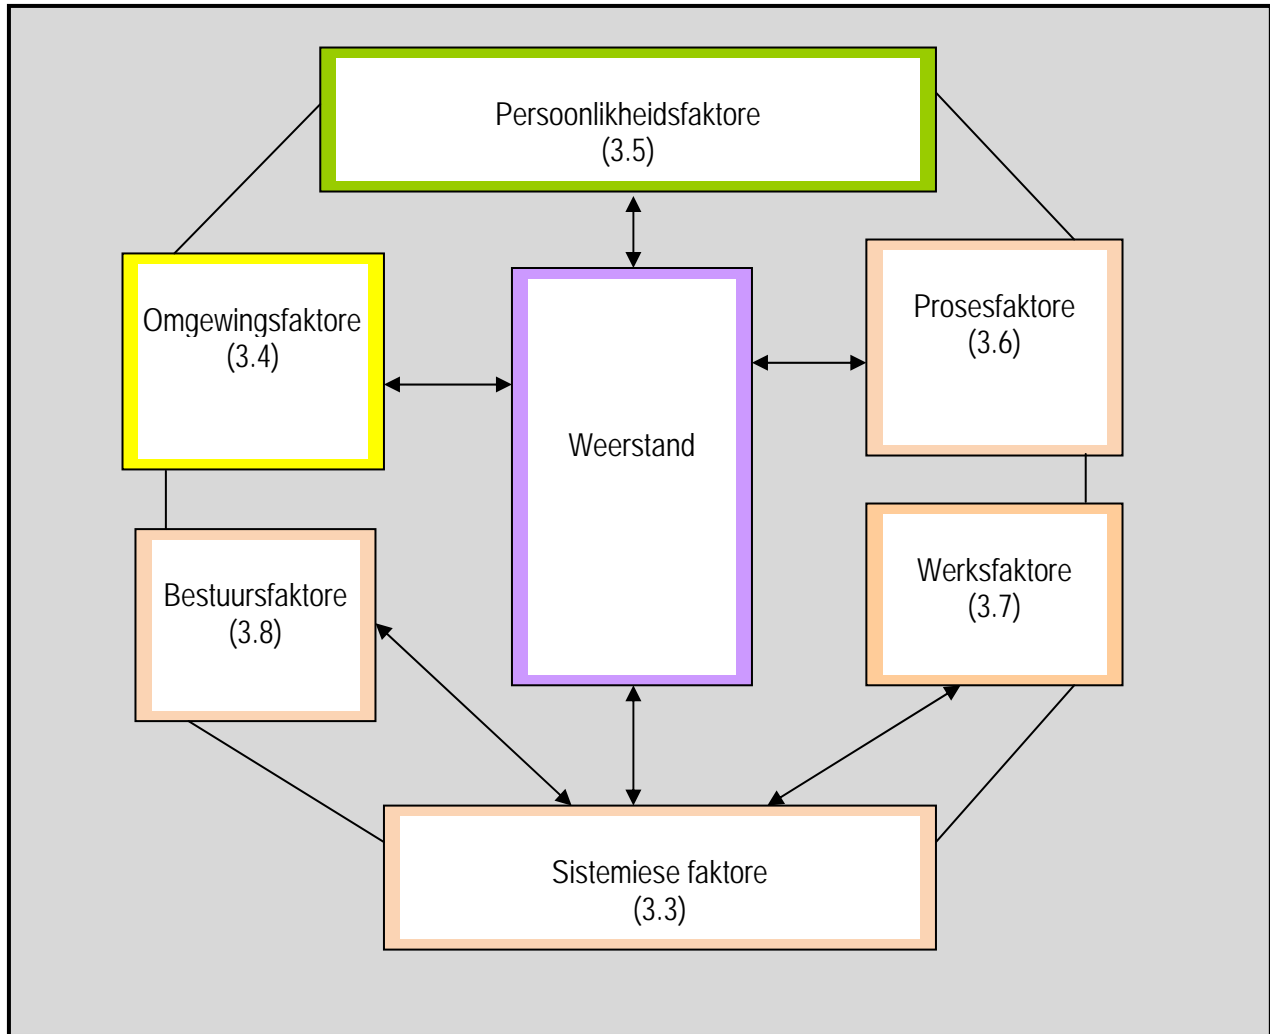 Persoonlikheidsfaktore
(3.5)
Omgewingsfaktore
(3.4)
Prosesfaktore
(3.6)
Weerstand
Bestuursfaktore
(3.8)
Werksfaktore
(3.7)
Sistemiese faktore
(3.3)